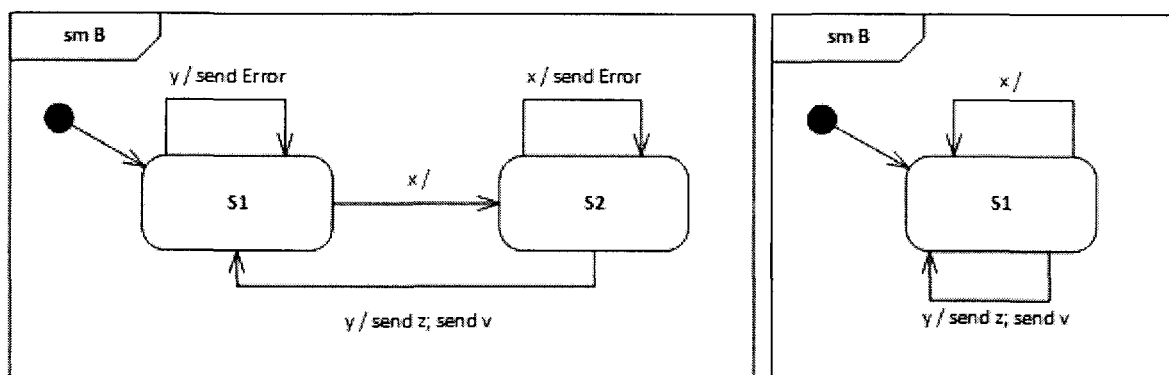 sm B
y / send Error
x / send Error
S1
x /
S2
y / send z; send v
sm B
x /
S1
y / send z; send v